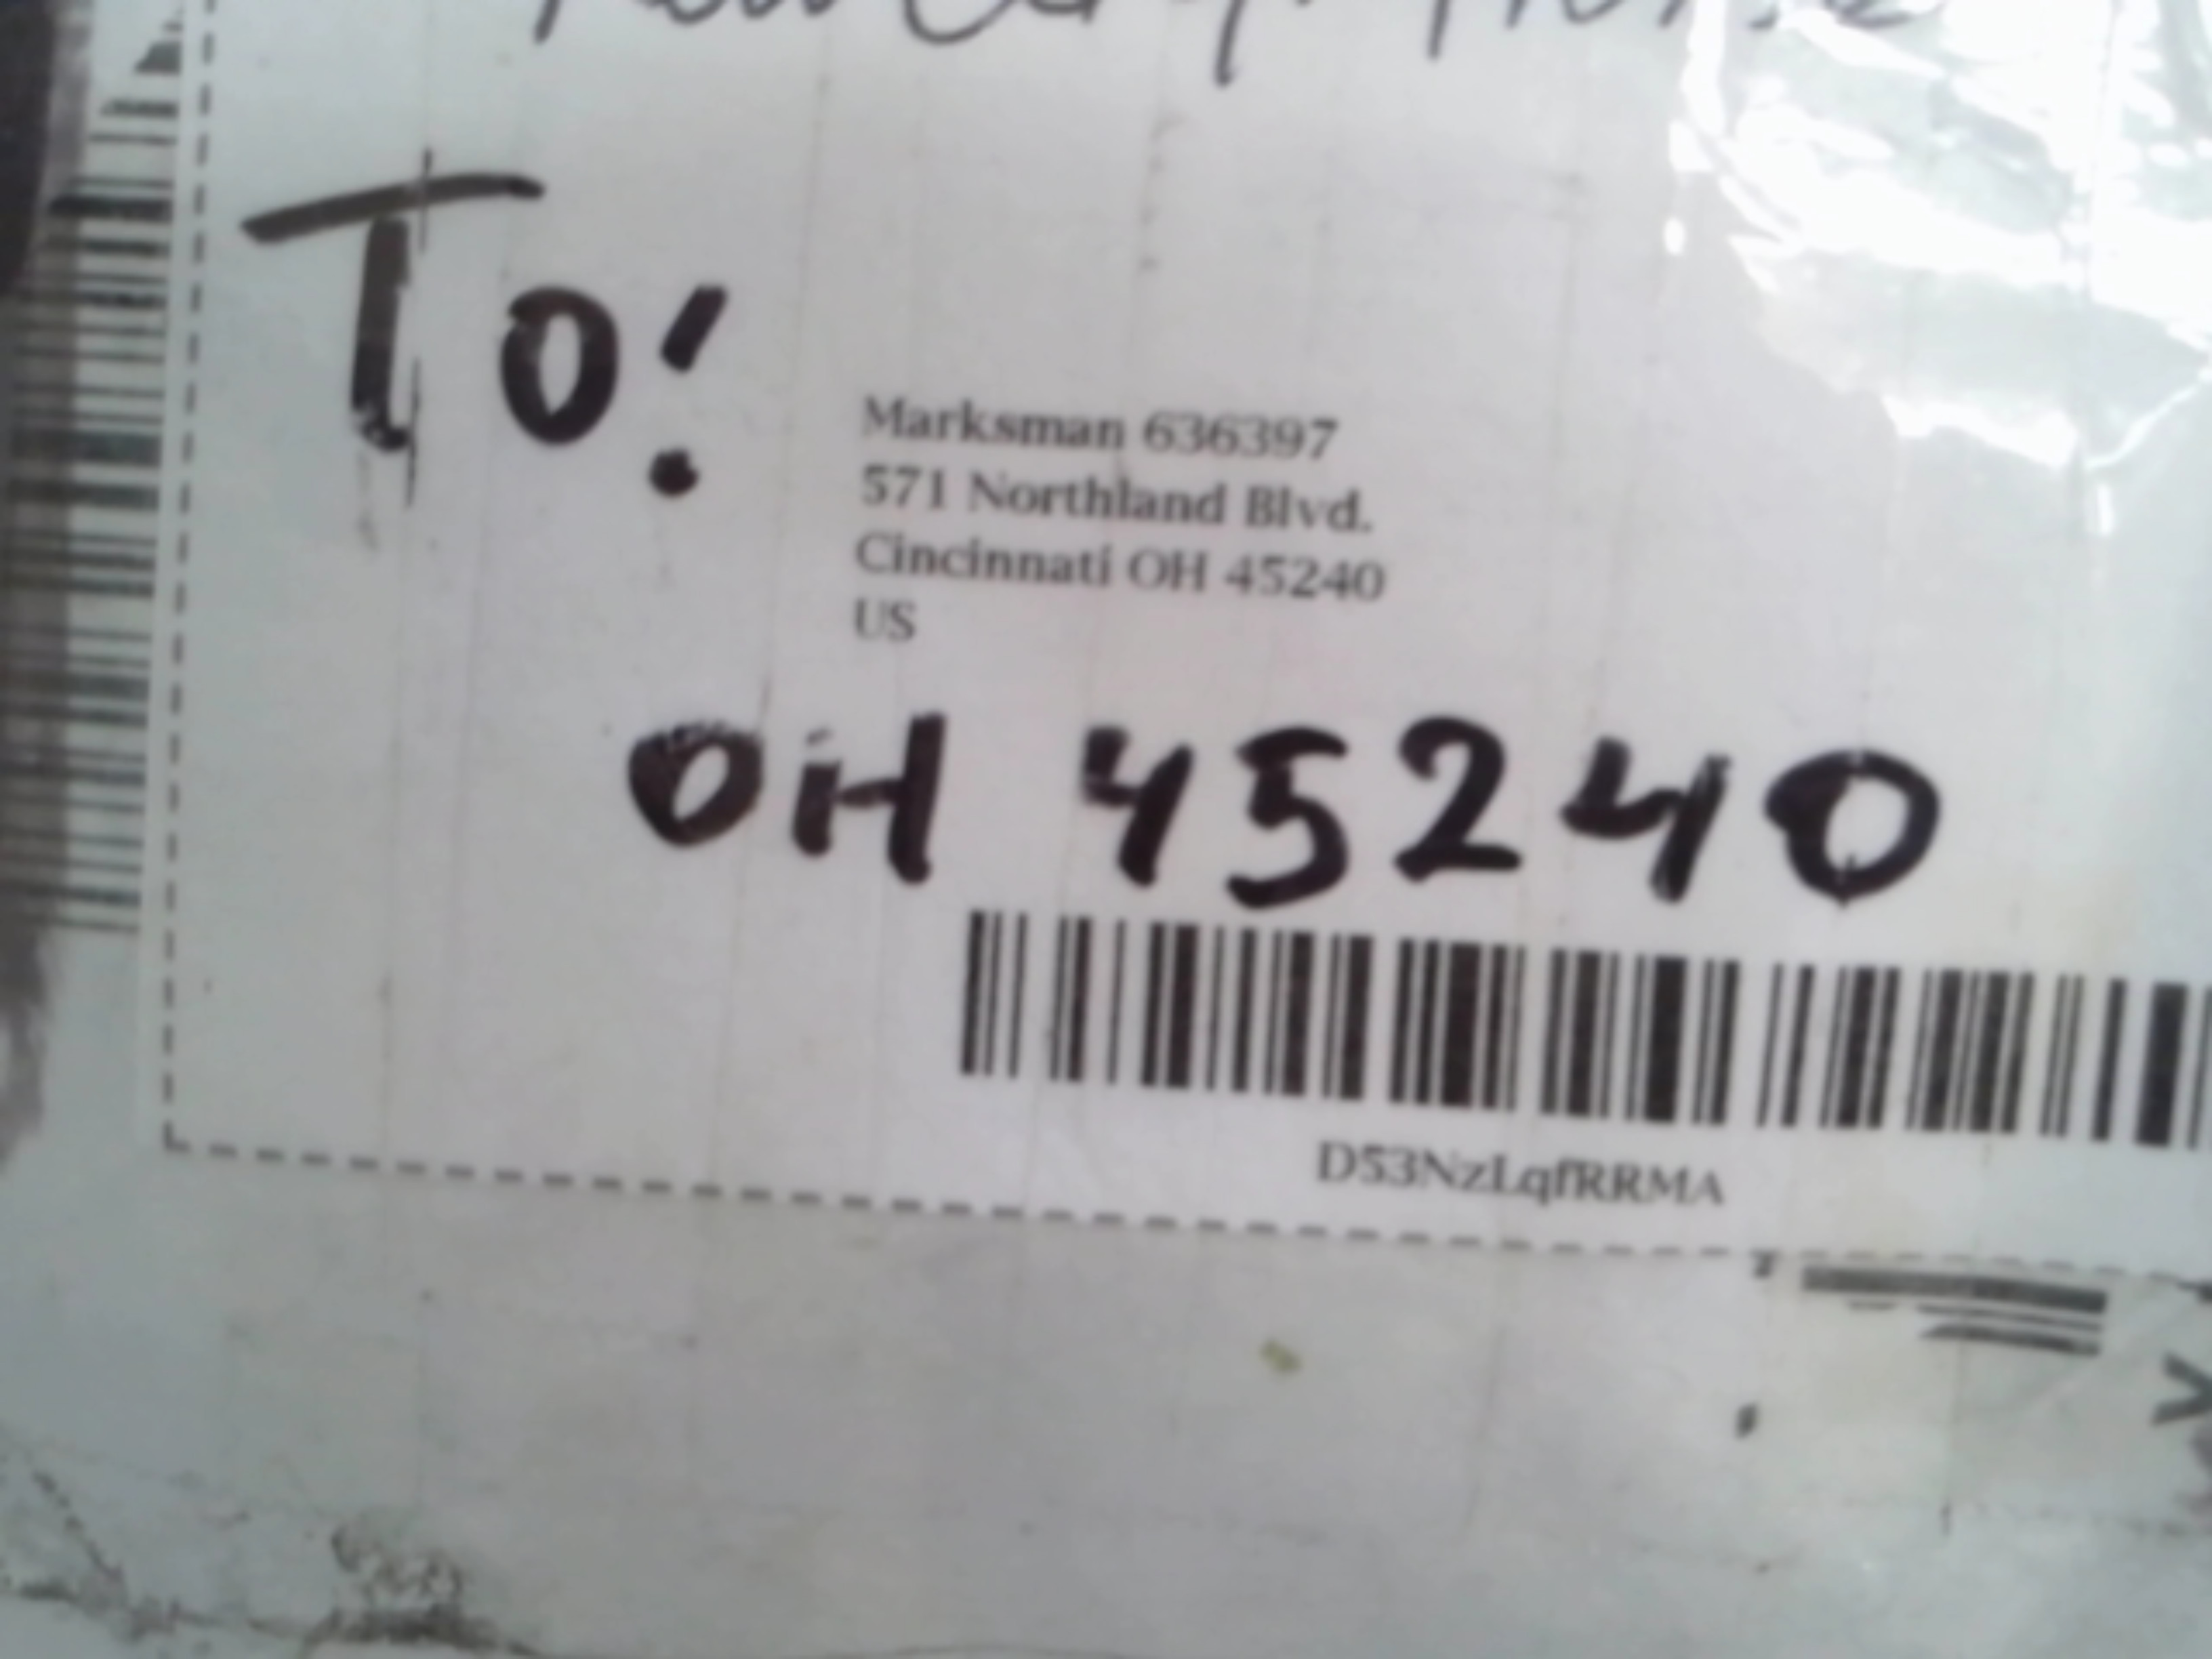 To:
Marksman 636397
571 Northland Blvd.
Cincinnati OH 45240
US
OH 45240
D53NzLqfRRMA